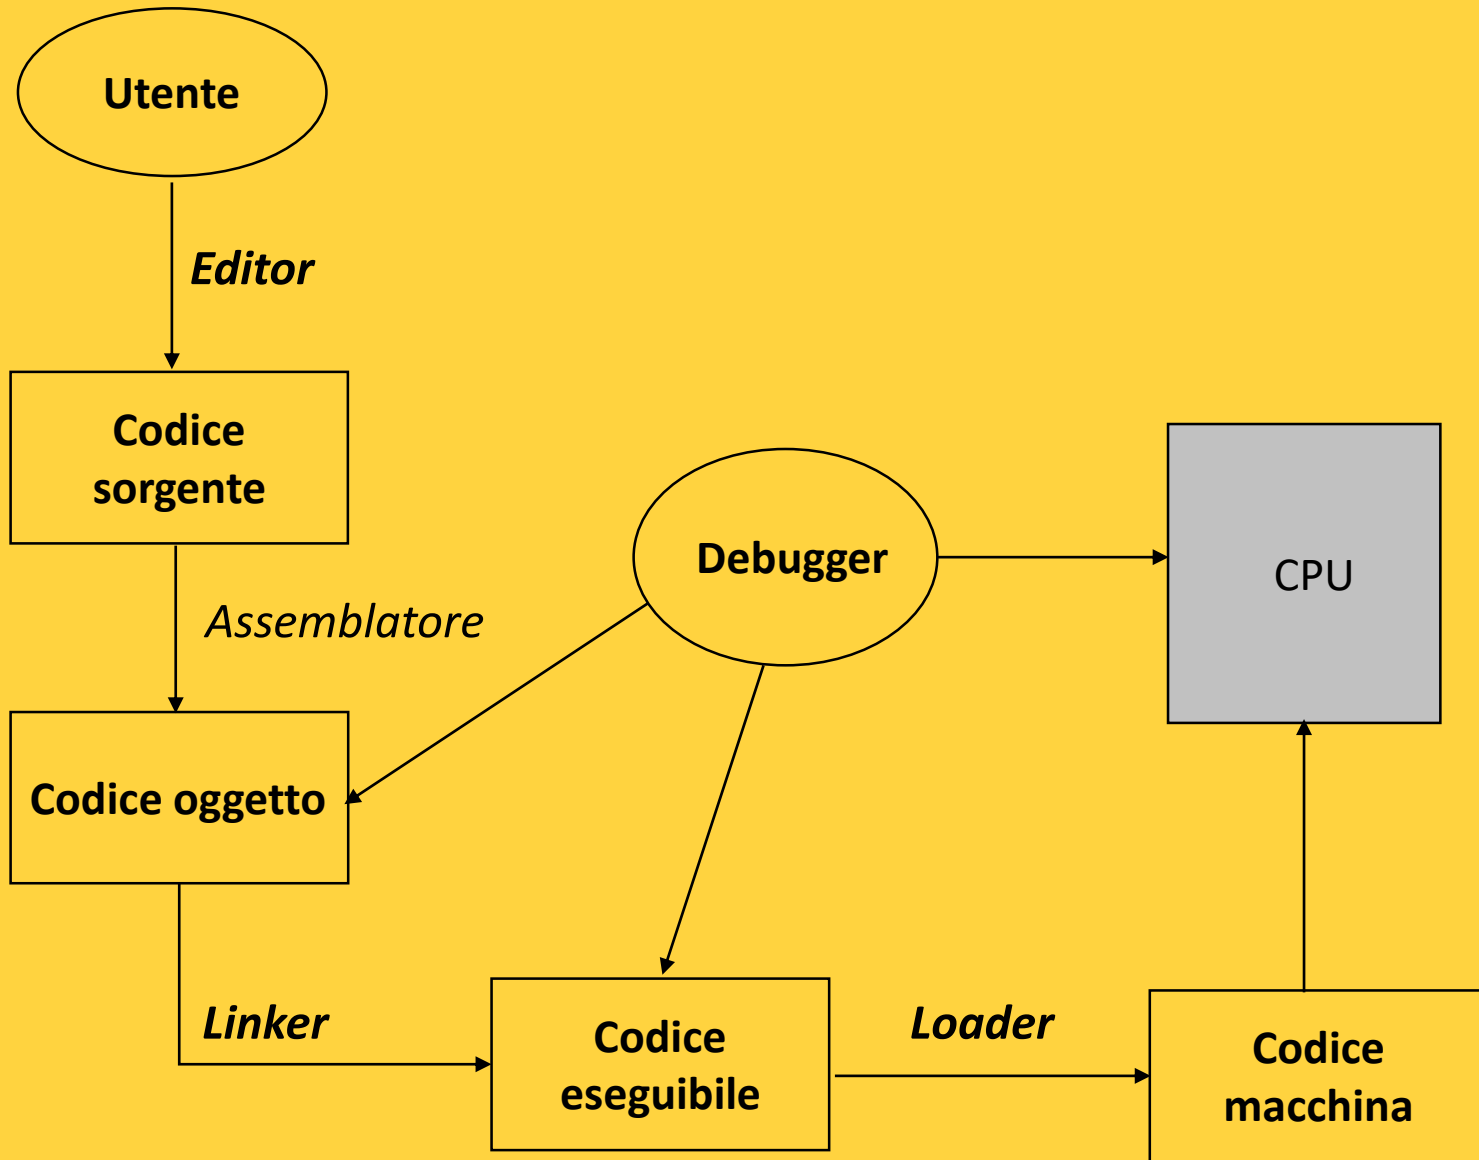 Utente
Editor
Codice
sorgente
Debugger
CPU
Assemblatore
Codice oggetto
Linker
Codice
eseguibile
Loader
Codice
macchina